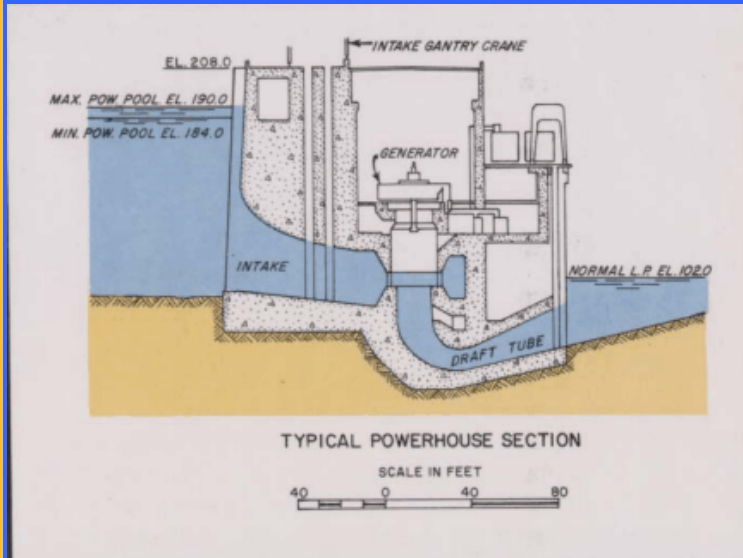 INTAKE GANTRY CRANE
EL. 208.0
MAX. POW. POOL EL. 190.0
MIN. POW. POOL EL. 184.0
GENERATOR
INTAKE
NORMAL L.P. EL. 102.0
DRAFT TUBE
TYPICAL POWERHOUSE SECTION
SCALE IN FEET
40 0 40 80